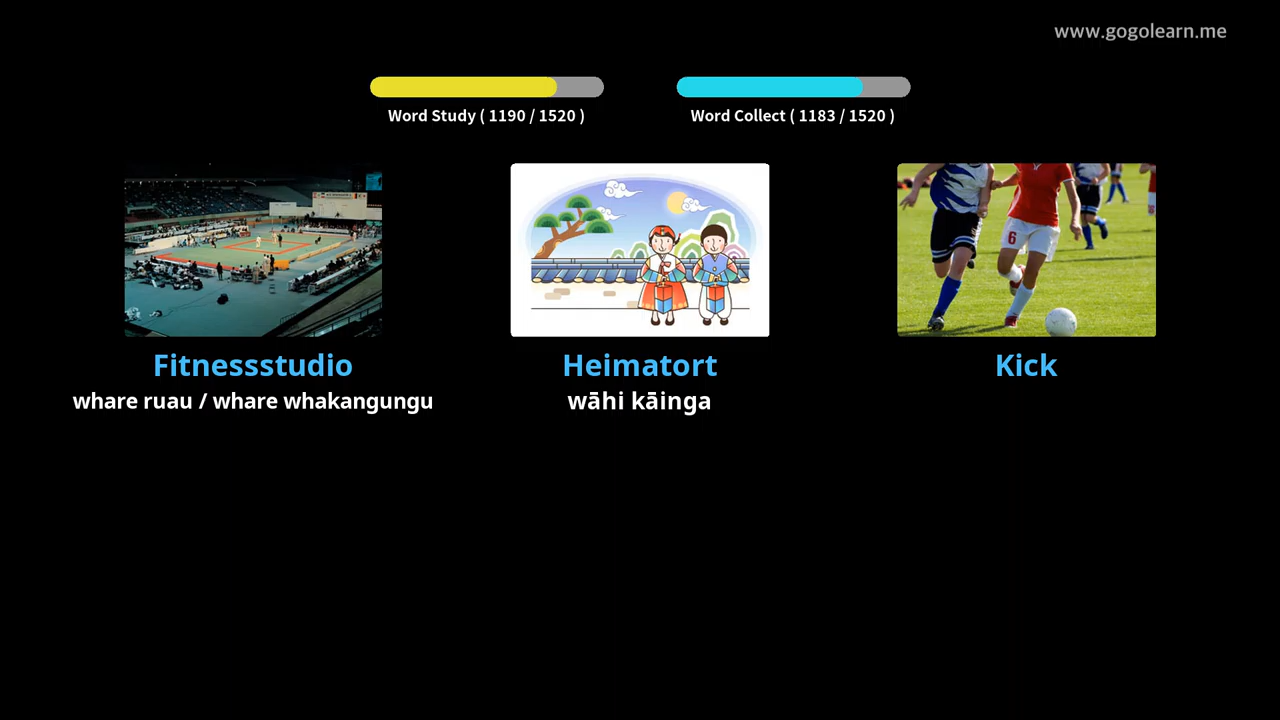 www.gogolearn.me
Word Study ( 1190 / 1520 )
Word Collect ( 1183 / 1520 )
Fitnessstudio
whare ruau / whare whakangungu
Heimatort
wāhi kāinga
Kick
6